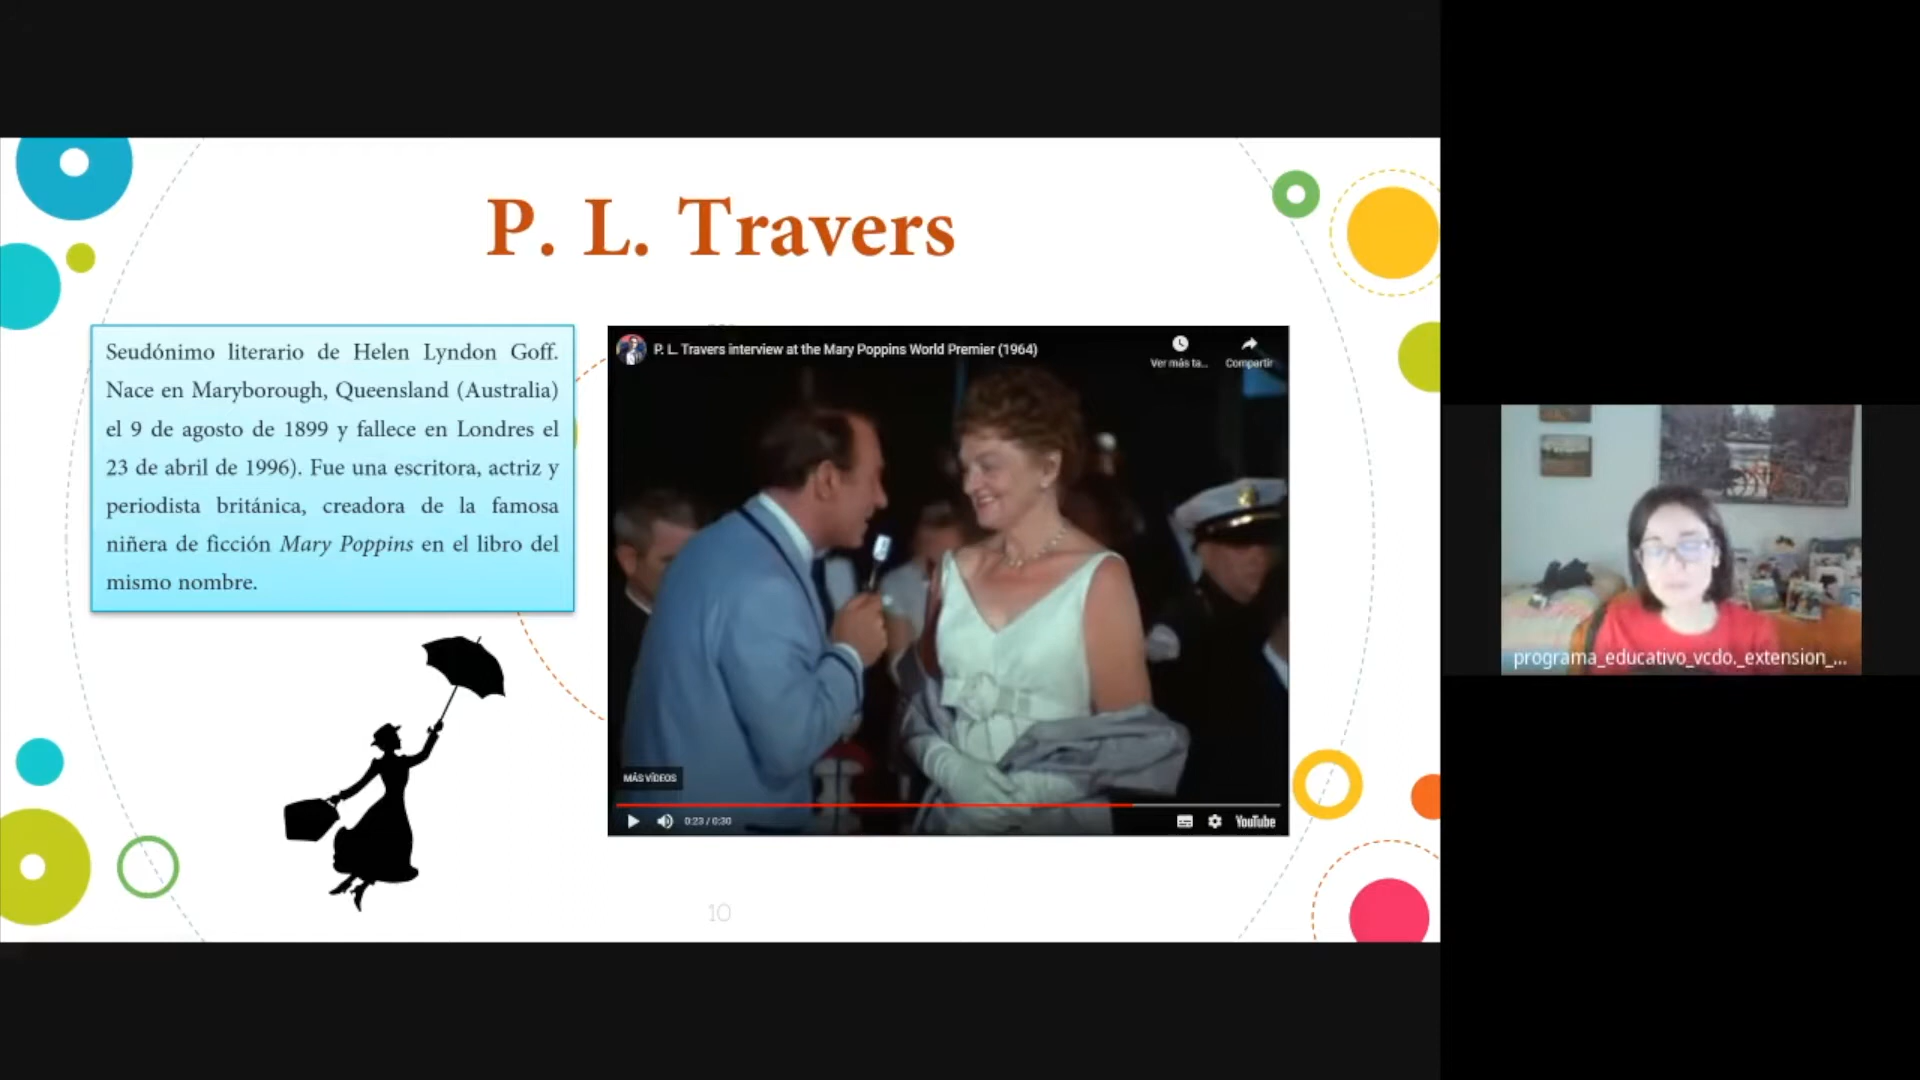 P. L. Travers
Seudónimo literario de Helen Lyndon Goff.
Nace en Maryborough, Queensland (Australia)
el 9 de agosto de 1899 y fallece en Londres el
23 de abril de 1996). Fue una escritora, actriz y
periodista británica, creadora de la famosa
niñera de ficción Mary Poppins en el libro del
mismo nombre.
P. L. Travers interview at the Mary Poppins World Premier (1964)
Ver más ta...
Compartir
MÁS VÍDEOS
0:23 / 0:30
YouTube
10
programa_educativo_vcdo._extension_...